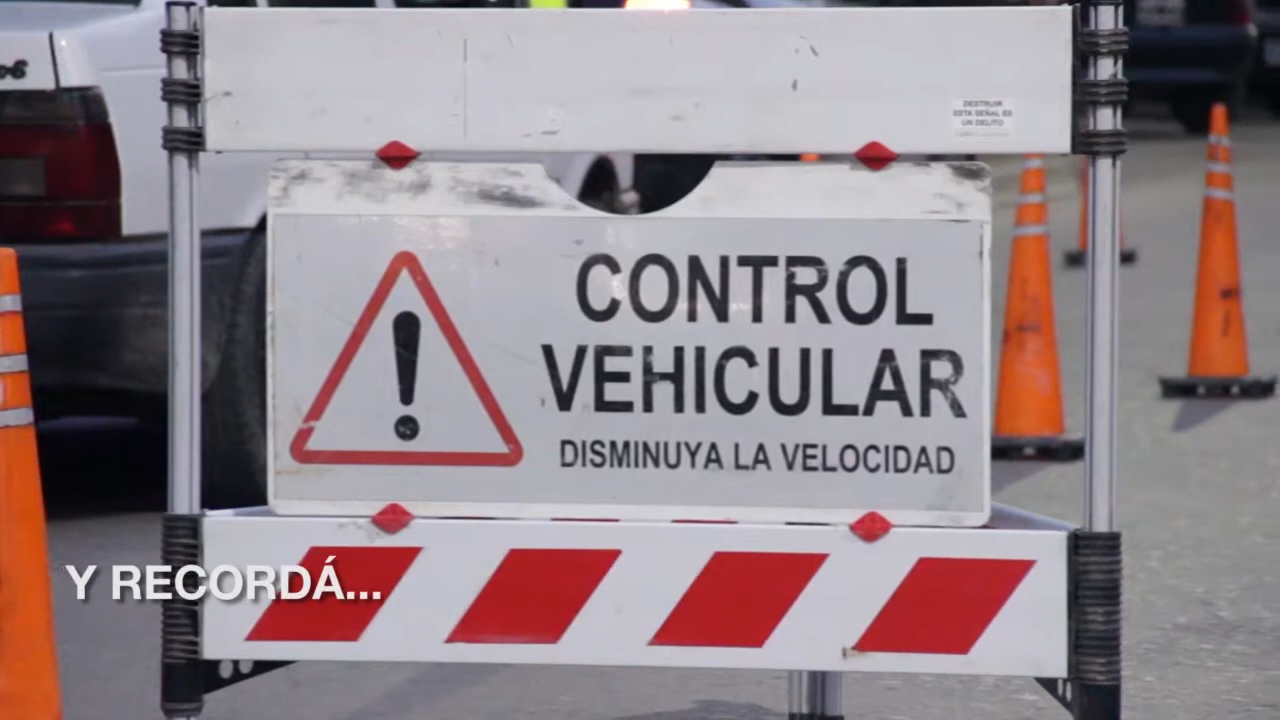 DESTRUIR
ESTA SEÑAL ES
UN DELITO
CONTROL
VEHICULAR
DISMINUYA LA VELOCIDAD
Y RECORDÁ...